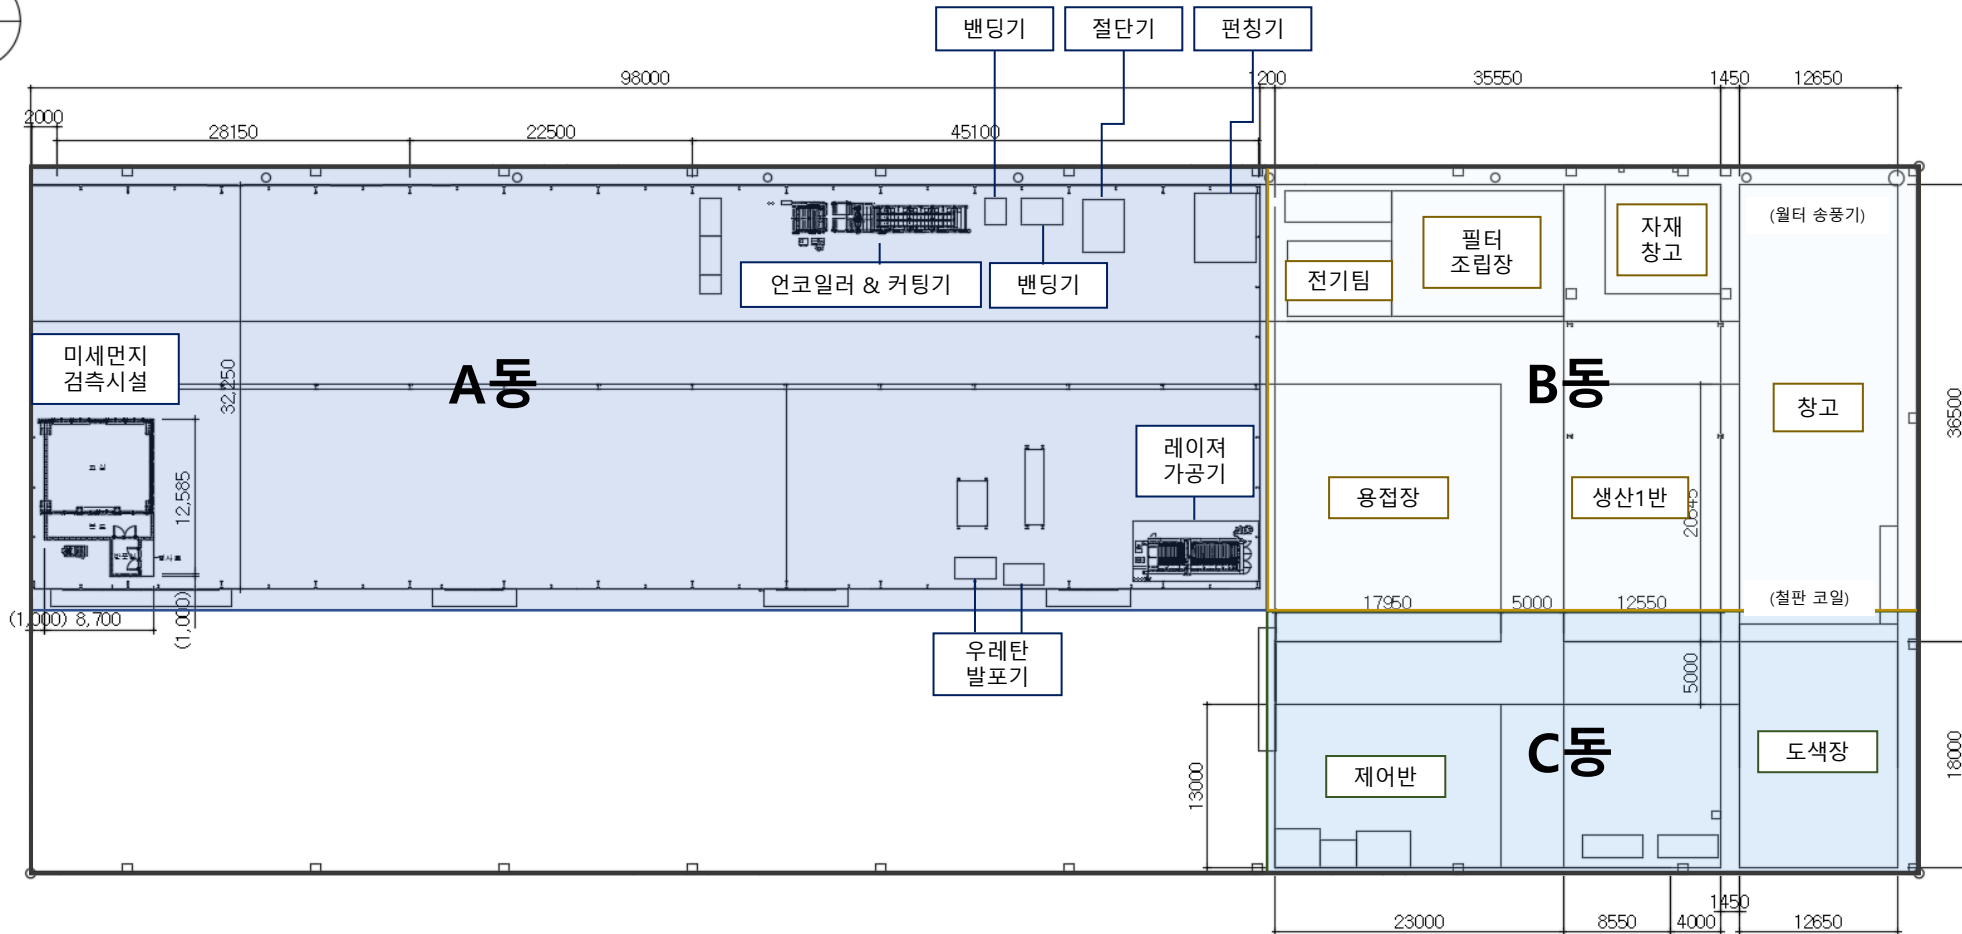 밴딩기
절단기
펀칭기
98000
1200
35550
1450
12650
2000
28150
22500
45100
(월터 송풍기)
필터
조립장
자재
창고
전기팀
언코일러 & 커팅기
밴딩기
미세먼지
검측시설
32,250
A동
B동
창고
36500
레이져
가공기
12,585
용접장
생산1반
20545
(철판 코일)
17950
5000
12550
(1,000)
8,700
(1,000)
우레탄
발포기
5000
C동
도색장
제어반
13000
18000
1450
23000
8550
4000
12650